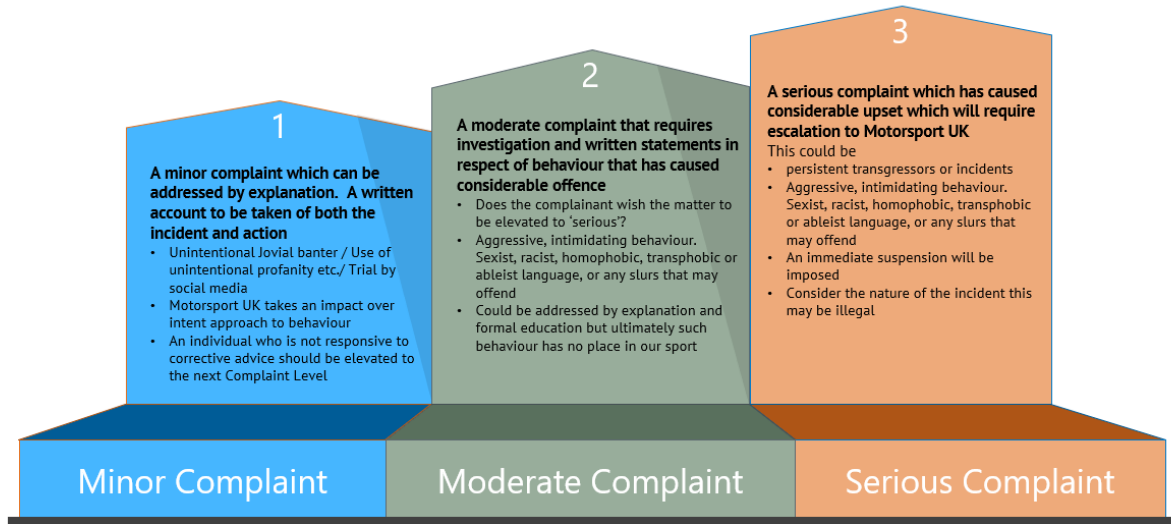 1
A minor complaint which can be
addressed by explanation. A written
account to be taken of both the
incident and action
• Unintentional Jovial banter / Use of
unintentional profanity etc./ Trial by
social media
• Motorsport UK takes an impact over
intent approach to behaviour
• An individual who is not responsive to
corrective advice should be elevated to
the next Complaint Level
2
A moderate complaint that requires
investigation and written statements in
respect of behaviour that has caused
considerable offence
• Does the complainant wish the matter to
be elevated to ‘serious’?
• Aggressive, intimidating behaviour.
Sexist, racist, homophobic, transphobic or
ableist language, or any slurs that may
offend
• Could be addressed by explanation and
formal education but ultimately such
behaviour has no place in our sport
3
A serious complaint which has caused
considerable upset which will require
escalation to Motorsport UK
This could be
• persistent transgressors or incidents
• Aggressive, intimidating behaviour.
Sexist, racist, homophobic, transphobic
or ableist language, or any slurs that
may offend
• An immediate suspension will be
imposed
• Consider the nature of the incident this
may be illegal
Minor Complaint
Moderate Complaint
Serious Complaint